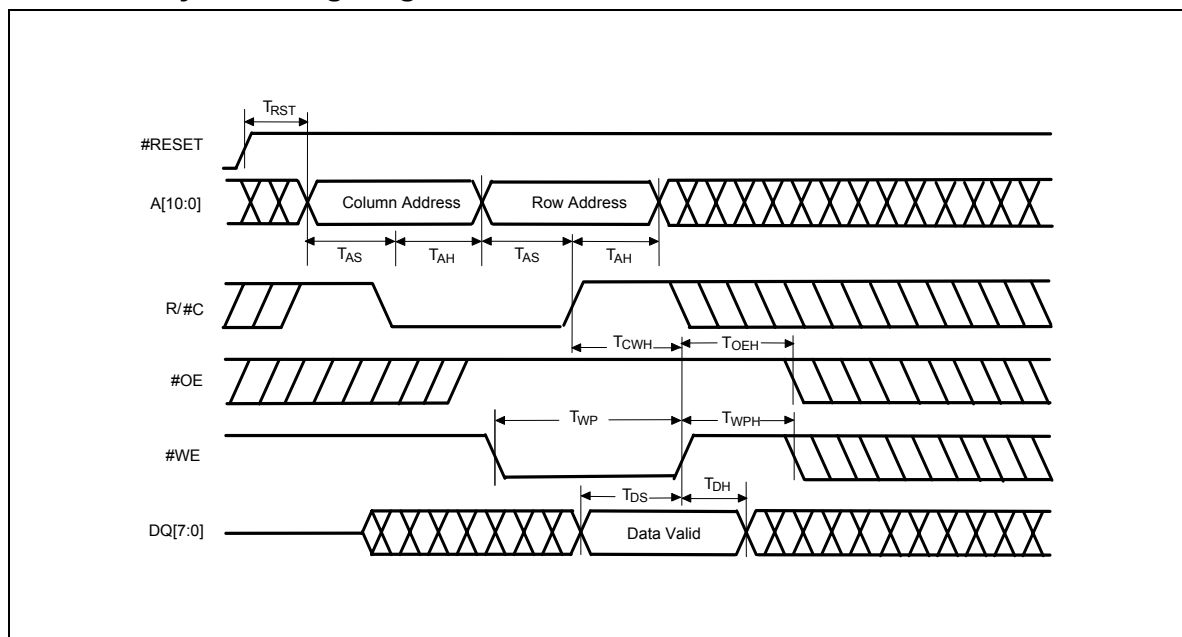 TRST
#RESET
A[10:0]
Column Address
Row Address
TAS
TAH
TAS
TAH
R/#C
TCWH
TOEH
#OE
TWP
TWPH
#WE
TDS
TDH
DQ[7:0]
Data Valid